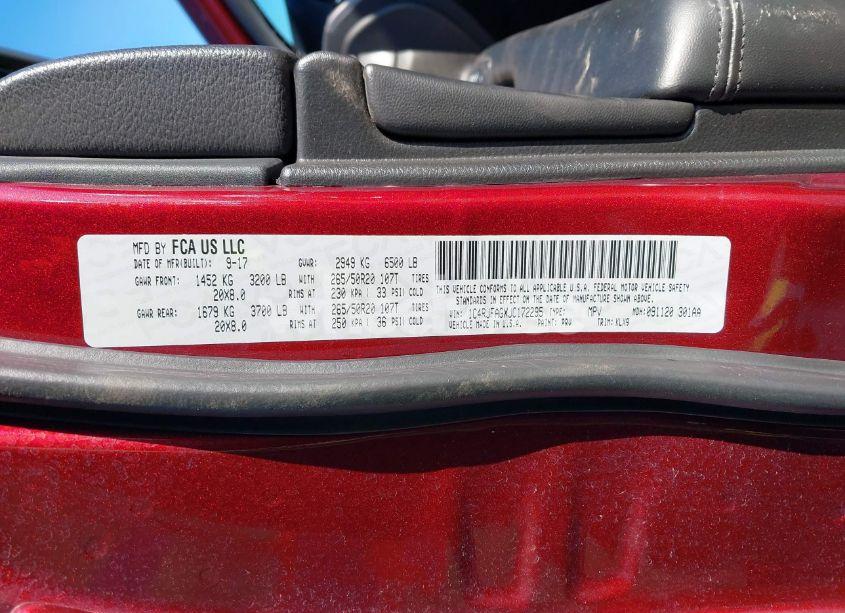 MFD BY FCA US LLC
DATE OF MFR(BUILT): 9-17 GVWR: 2949 KG 6500 LB
GAWR FRONT: 1452 KG 3200 LB WITH 265/50R20 107T TIRES
20X8.0 RIMS AT 230 KPA / 33 PSI COLD
GAWR REAR: 1679 KG 3700 LB WITH 265/50R20 107T TIRES
20X8.0 RIMS AT 250 KPA / 36 PSI COLD
THIS VEHICLE CONFORMS TO ALL APPLICABLE U.S.A. FEDERAL MOTOR VEHICLE SAFETY
STANDARDS IN EFFECT ON THE DATE OF MANUFACTURE SHOWN ABOVE.
VIN: TYPE: MPV MDH: 091120 301AA
VEHICLE MADE IN U.S.A. PAINT: PRV TRIM: KLX9